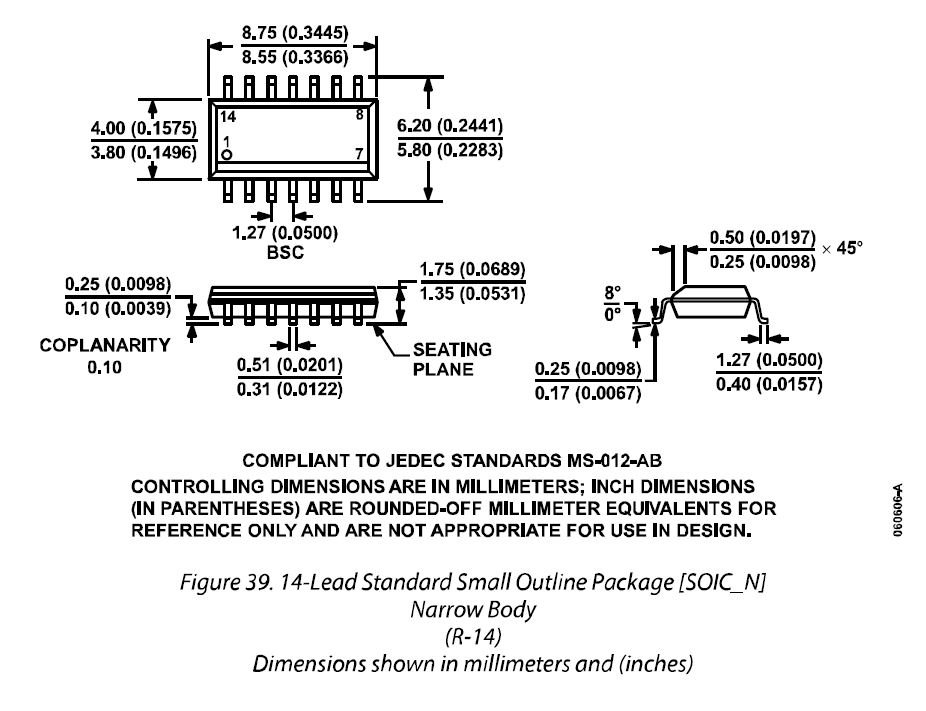 8.75 (0.3445)
8.55 (0.3366)
14
8
1
7
4.00 (0.1575)
3.80 (0.1496)
6.20 (0.2441)
5.80 (0.2283)
1.27 (0.0500)
BSC
0.25 (0.0098)
0.10 (0.0039)
COPLANARITY
0.10
1.75 (0.0689)
1.35 (0.0531)
SEATING
PLANE
0.51 (0.0201)
0.31 (0.0122)
0.50 (0.0197)
0.25 (0.0098)
× 45°
8°
0°
0.25 (0.0098)
0.17 (0.0067)
1.27 (0.0500)
0.40 (0.0157)
COMPLIANT TO JEDEC STANDARDS MS-012-AB
CONTROLLING DIMENSIONS ARE IN MILLIMETERS; INCH DIMENSIONS
(IN PARENTHESES) ARE ROUNDED-OFF MILLIMETER EQUIVALENTS FOR
REFERENCE ONLY AND ARE NOT APPROPRIATE FOR USE IN DESIGN.
060606-A
Figure 39. 14-Lead Standard Small Outline Package [SOIC_N]
Narrow Body
(R-14)
Dimensions shown in millimeters and (inches)